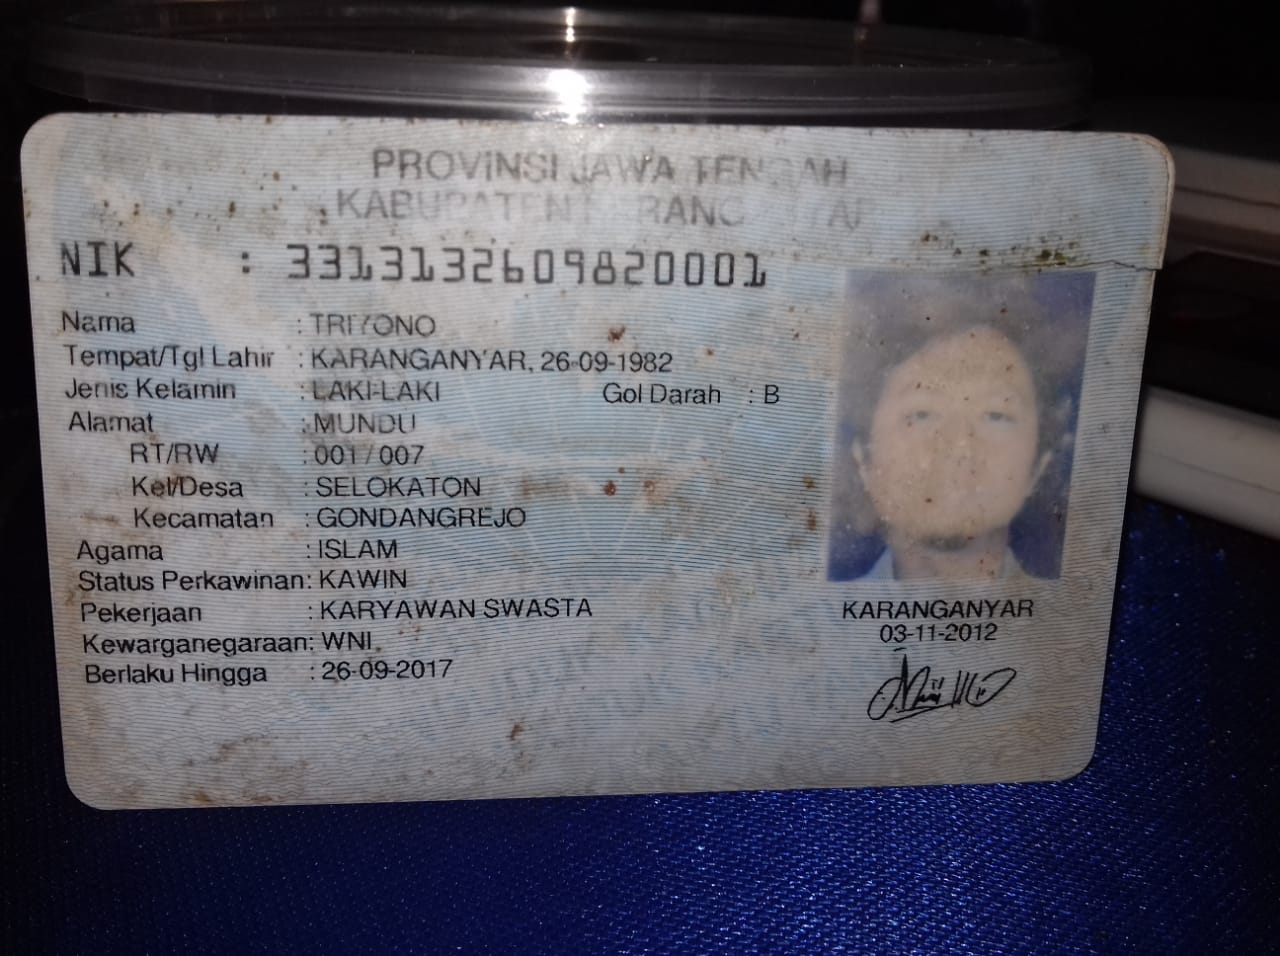 PROVINSI JAWA TENGAH
KABUPATEN
NIK : 3313132609820001
Nama : TRIYONO
Tempat/Tgl Lahir : KARANGANYAR, 26-09-1982
Jenis Kelamin : LAKI-LAKI Gol Darah : B
Alamat : MUNDU
RT/RW : 001/007
Kel/Desa : SELOKATON
Kecamatan : GONDANGREJO
Agama : ISLAM
Status Perkawinan: KAWIN
Pekerjaan : KARYAWAN SWASTA
Kewarganegaraan: WNI
Berlaku Hingga : 26-09-2017
KARANGANYAR
03-11-2012